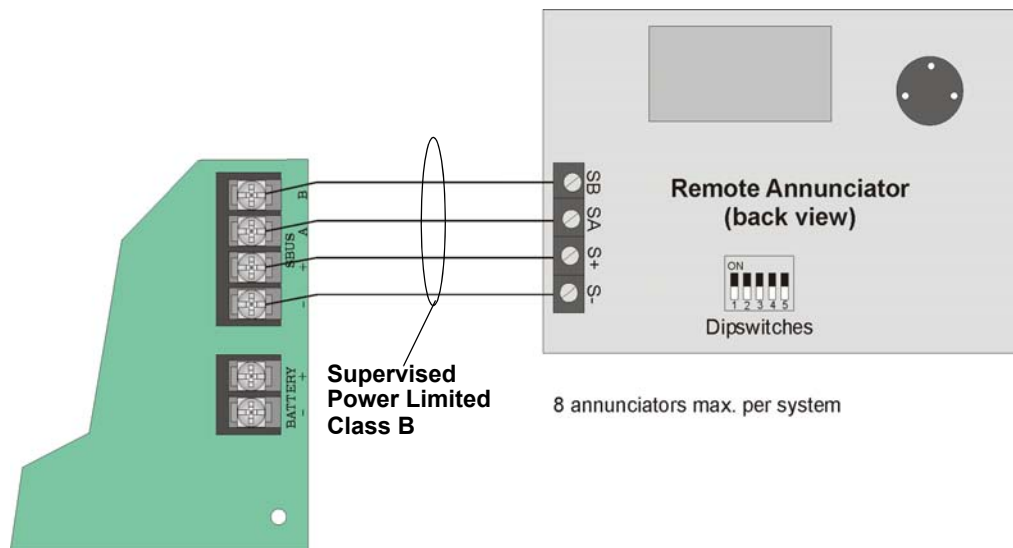 B
A
SBUS
+
-
BATTERY
+
-
SB
SA
S+
S-
Remote Annunciator
(back view)
ON
1 2 3 4 5
Dipswitches
Supervised
Power Limited
Class B
8 annunciators max. per system